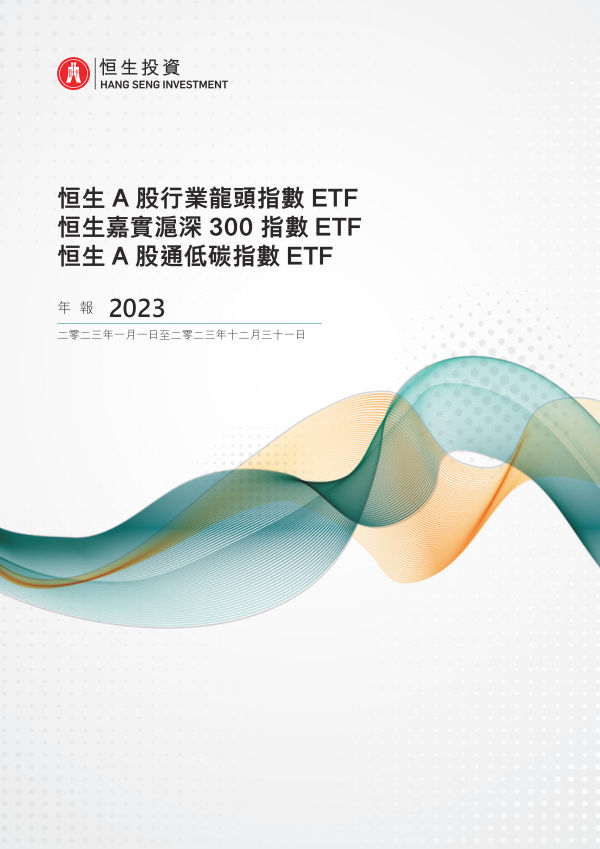 恒生投資
HANG SENG INVESTMENT
恒生 A 股行業龍頭指數 ETF
恒生嘉實滬深 300 指數 ETF
恒生 A 股通低碳指數 ETF
年 報 2023
二零二三年一月一日至二零二三年十二月三十一日